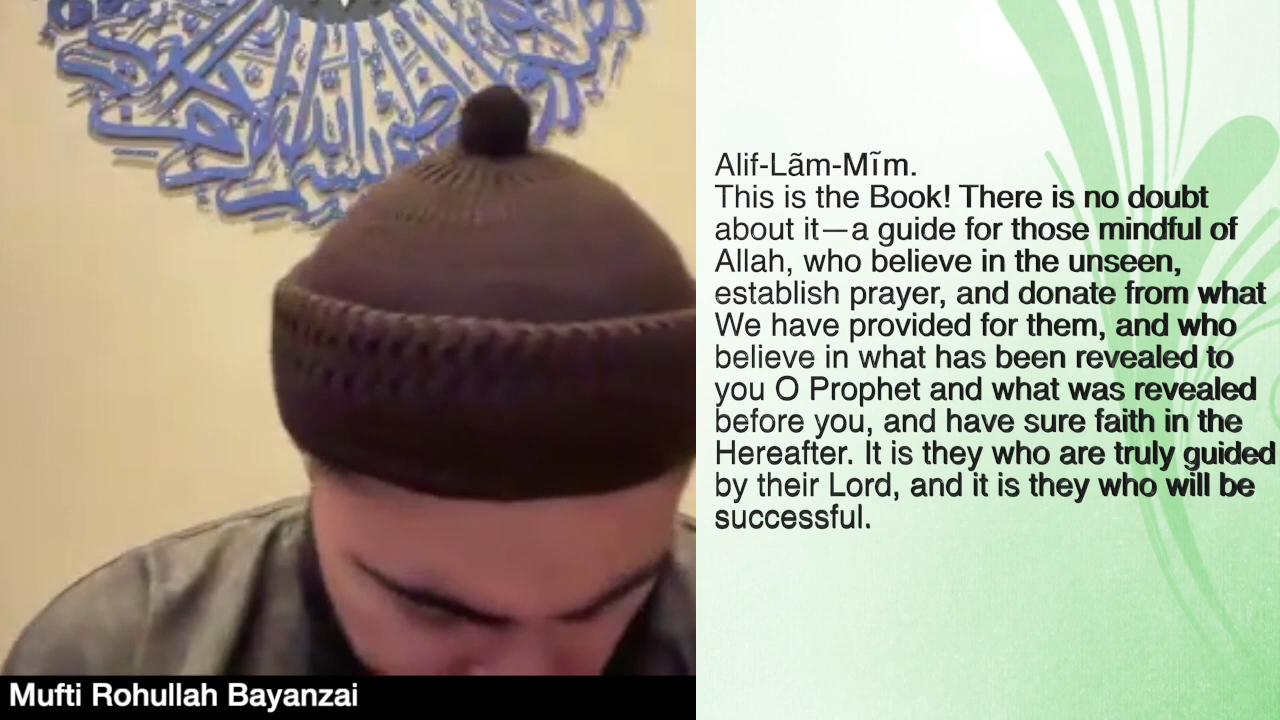 Alif-Lãm-Mĩm.
This is the Book! There is no doubt
about it—a guide for those mindful of
Allah, who believe in the unseen,
establish prayer, and donate from what
We have provided for them, and who
believe in what has been revealed to
you O Prophet and what was revealed
before you, and have sure faith in the
Hereafter. It is they who are truly guided
by their Lord, and it is they who will be
successful.
Mufti Rohullah Bayanzai